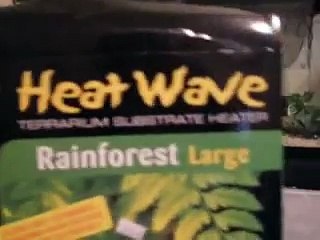 Heat Wave
TERRARIUM SUBSTRATE HEATER
Rainforest Large